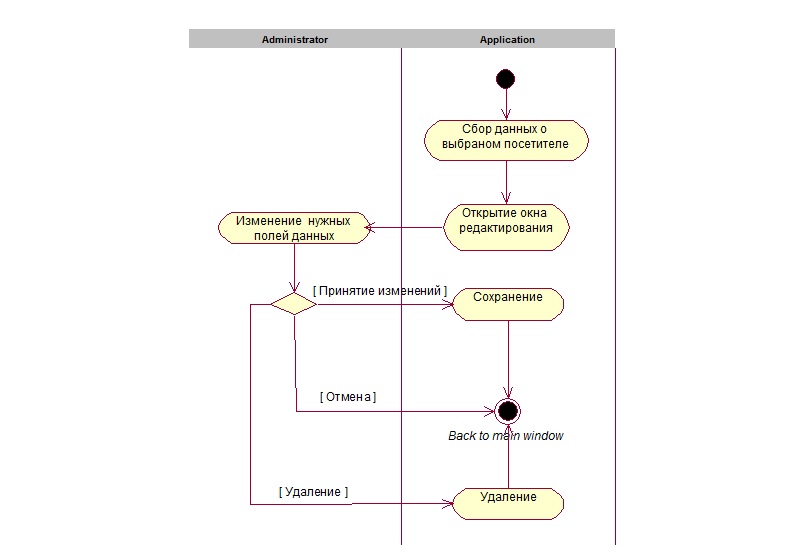 Administrator
Application
Сбор данных о
выбраном посетителе
Открытие окна
редактирования
Изменение нужных
полей данных
[ Принятие изменений ]
Сохранение
[ Отмена ]
Back to main window
[ Удаление ]
Удаление